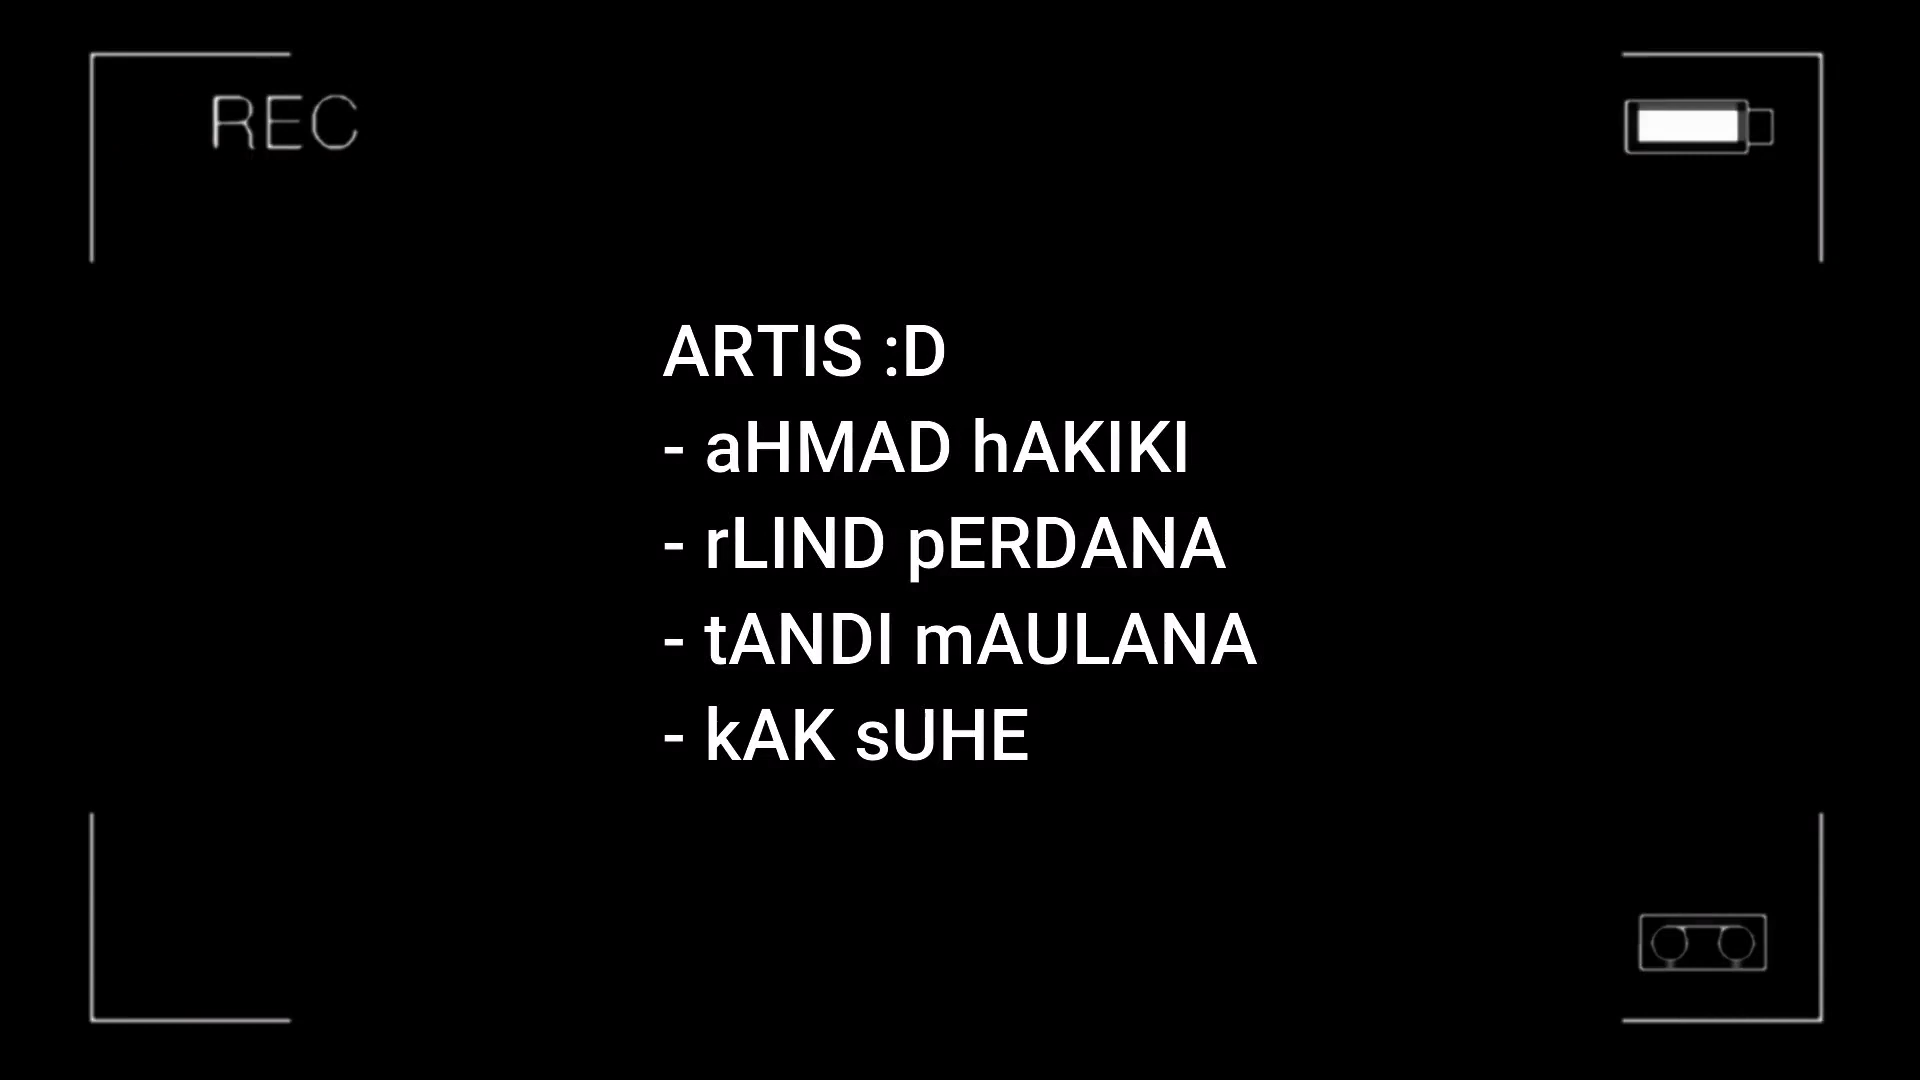 REC
ARTIS :D
- aHMAD hAKIKI
- rLIND pERDANA
- tANDI mAULANA
- kAK sUHE